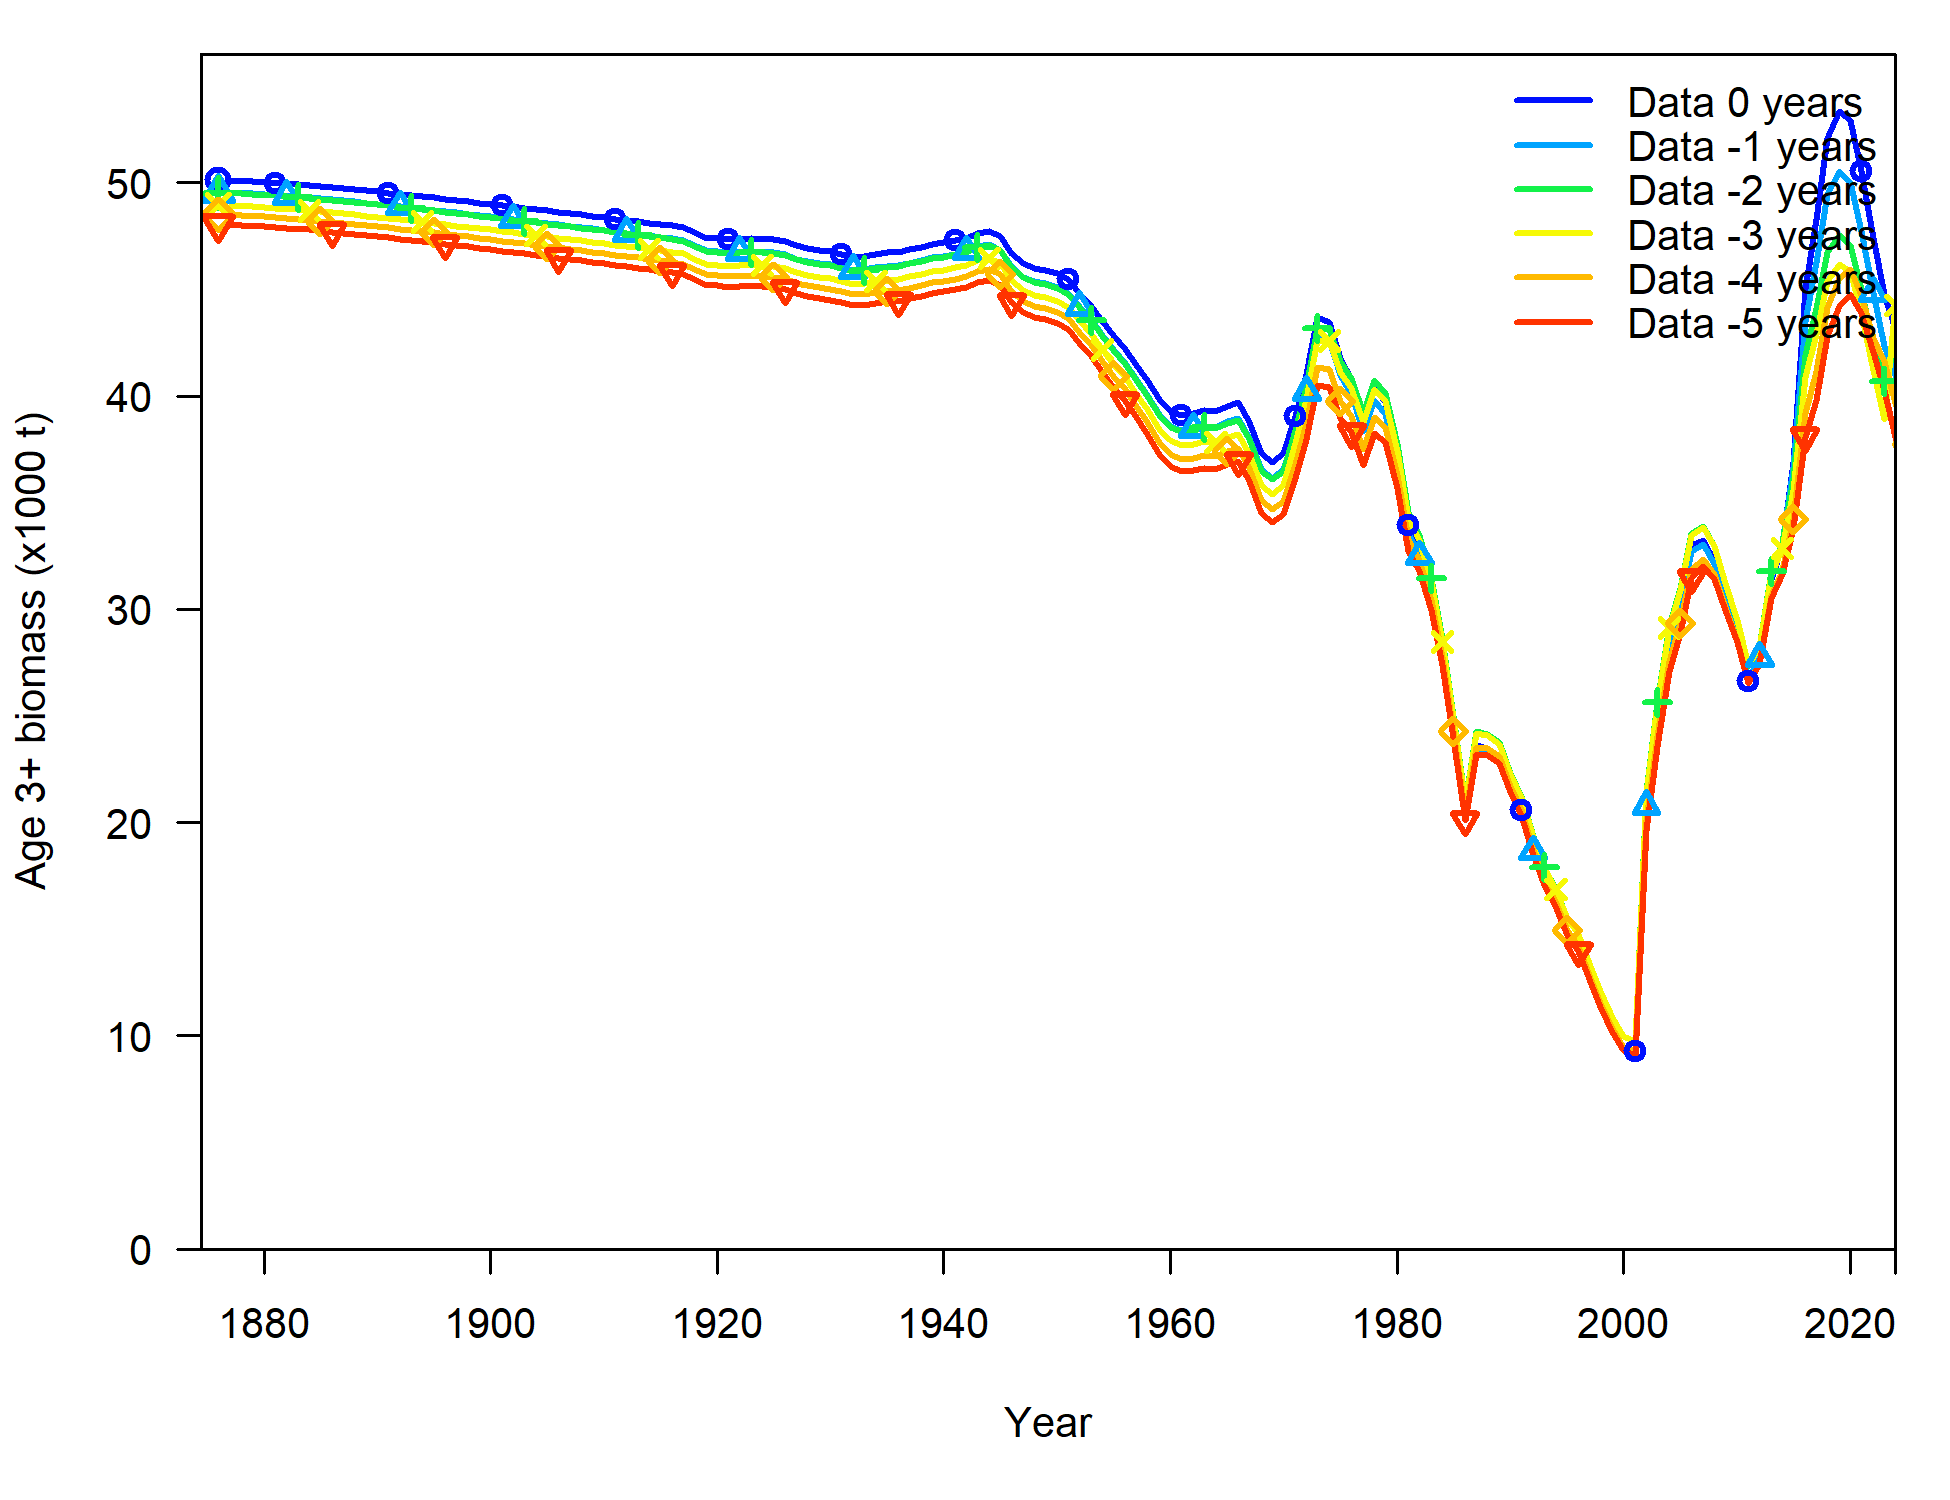 Data 0 years
Data -1 years
Data -2 years
Data -3 years
Data -4 years
Data -5 years
50
40
30
20
10
0
Age 3+ biomass (x1000 t)
1880 1900 1920 1940 1960 1980 2000 2020
Year